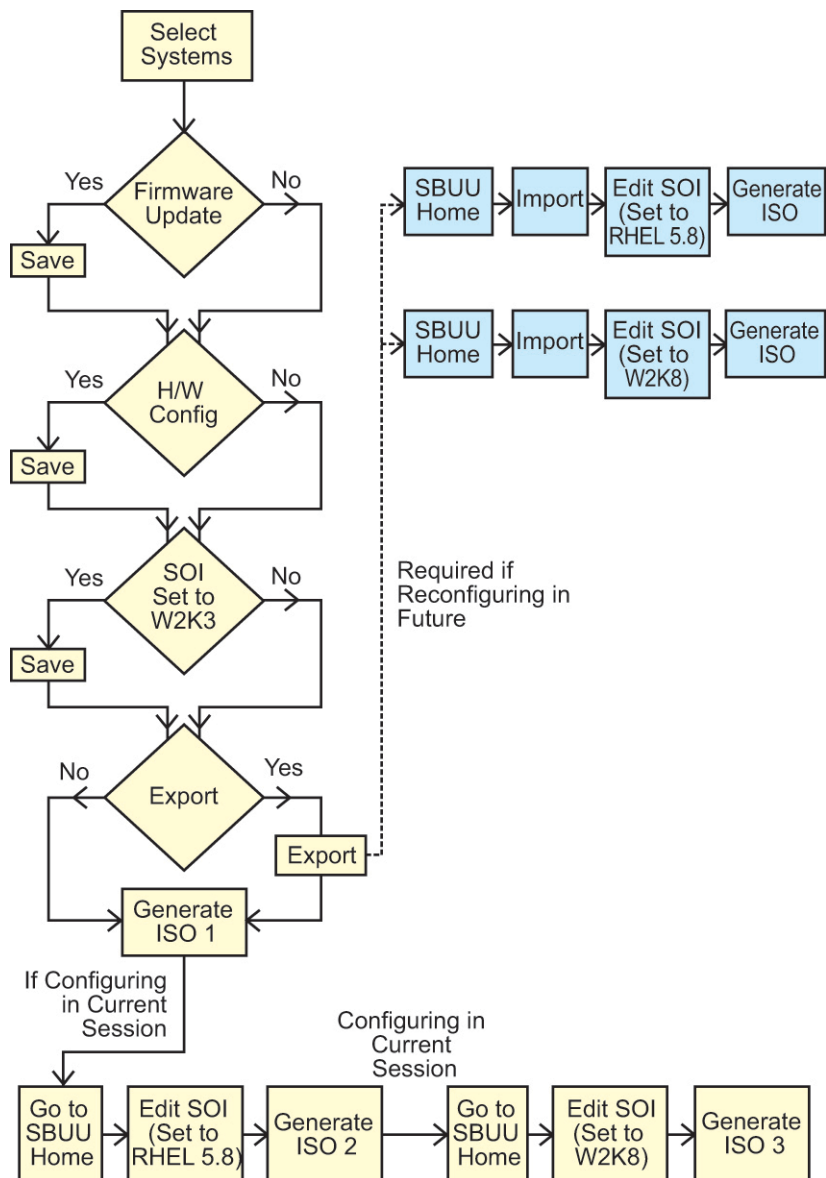 Select
Systems
Yes
Firmware
Update
No
Save
SBUU
Home
Import
Edit SOI
(Set to
RHEL 5.8)
Generate
ISO
SBUU
Home
Import
Edit SOI
(Set to
W2K8)
Generate
ISO
Yes
H/W
Config
No
Save
Yes
SOI
Set to
W2K3
No
Save
Required if
Reconfiguring in
Future
No
Export
Yes
Export
Generate
ISO 1
If Configuring
in Current
Session
Configuring in
Current
Session
Go to
SBUU
Home
Edit SOI
(Set to
RHEL 5.8)
Generate
ISO 2
Go to
SBUU
Home
Edit SOI
(Set to
W2K8)
Generate
ISO 3